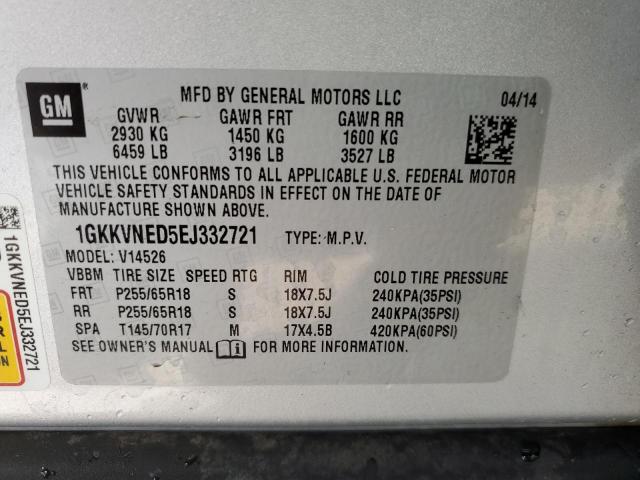 GM
MFD BY GENERAL MOTORS LLC 04/14
GVWR GAWR FRT GAWR RR
2930 KG 1450 KG 1600 KG
6459 LB 3196 LB 3527 LB
THIS VEHICLE CONFORMS TO ALL APPLICABLE U.S. FEDERAL MOTOR
VEHICLE SAFETY STANDARDS IN EFFECT ON THE DATE OF
MANUFACTURE SHOWN ABOVE.
1GKKVNED5EJ332721 TYPE: M.P.V.
MODEL: V14526
VBBM TIRE SIZE SPEED RTG RIM COLD TIRE PRESSURE
FRT P255/65R18 S 18X7.5J 240KPA(35PSI)
RR P255/65R18 S 18X7.5J 240KPA(35PSI)
SPA T145/70R17 M 17X4.5B 420KPA(60PSI)
SEE OWNER'S MANUAL FOR MORE INFORMATION.
1GKKVNED5EJ332721